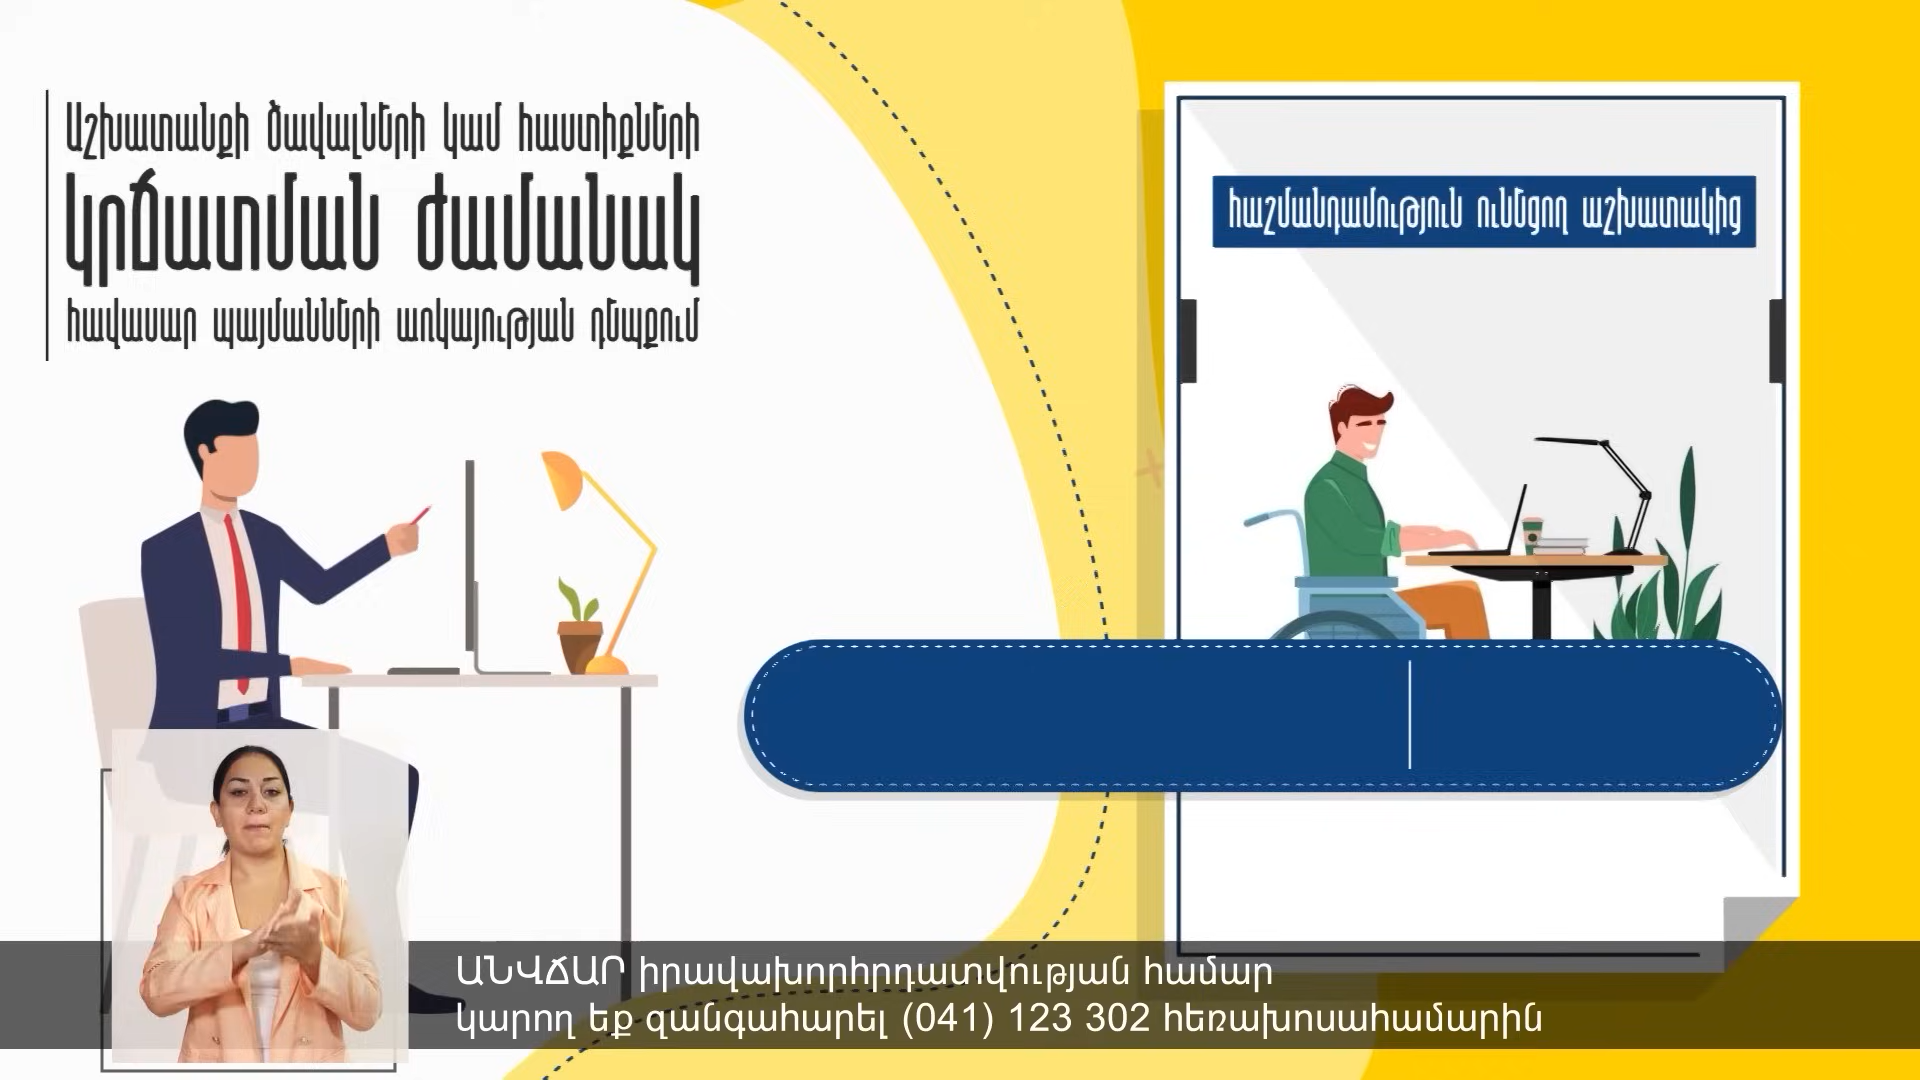 Աշխատանքի ծավալների կամ հաստիքների
կրճատման ժամանակ
հավասար պայմանների առկայության դեպքում
հաշմանդամություն ունեցող աշխատակից
ԱՆՎՃԱՐ իրավախորհրդատվության համար
կարող եք զանգահարել (041) 123 302 հեռախոսահամարին